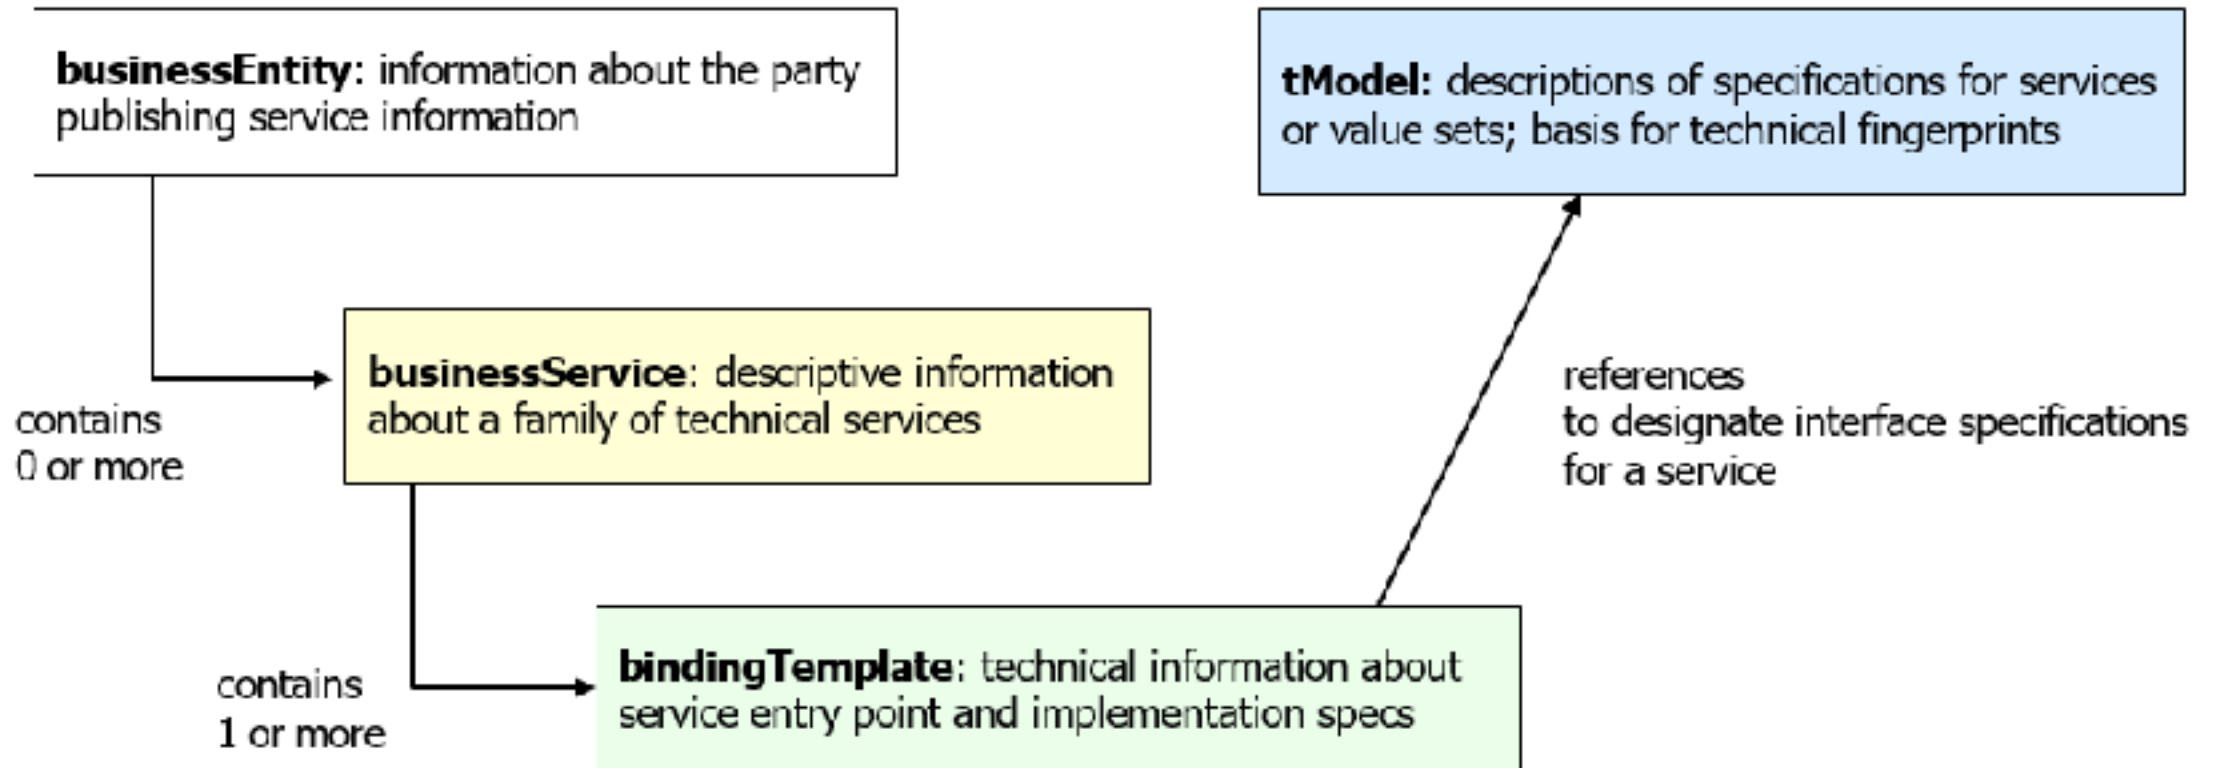 businessEntity: information about the party
publishing service information
tModel: descriptions of specifications for services
or value sets; basis for technical fingerprints
businessService: descriptive information
about a family of technical services
contains
0 or more
references
to designate interface specifications
for a service
bindingTemplate: technical information about
service entry point and implementation specs
contains
1 or more